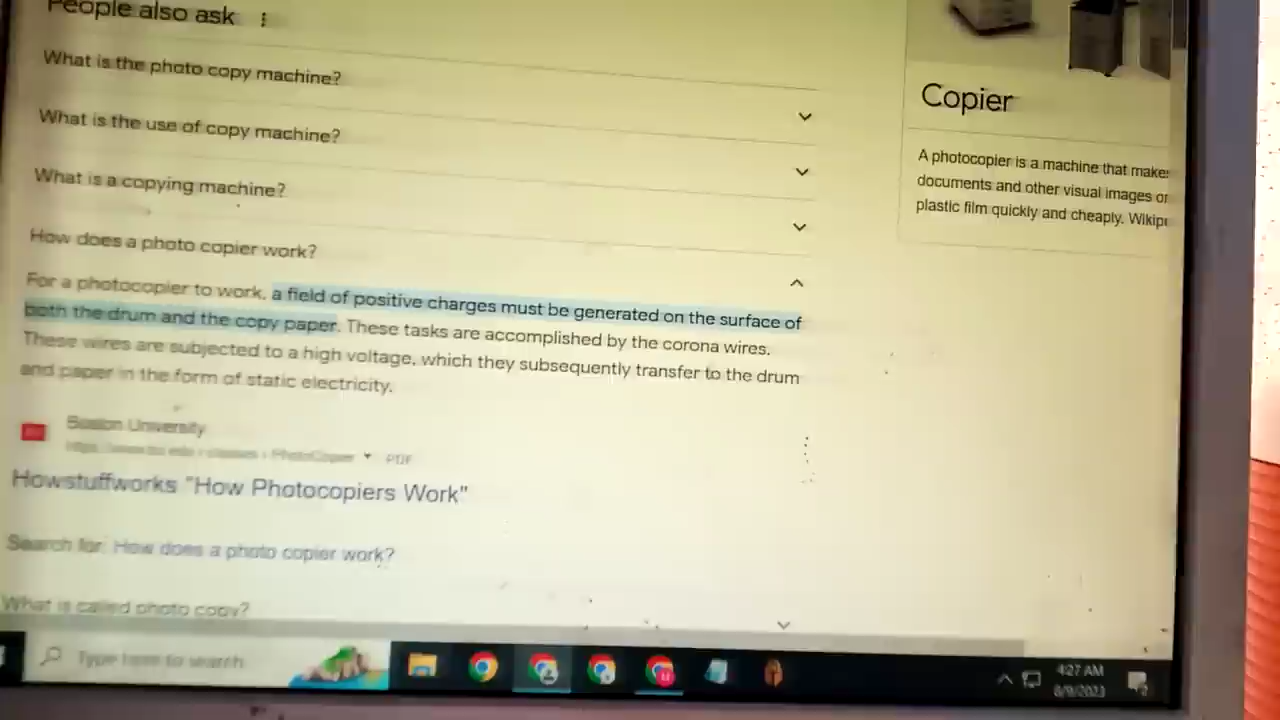 People also ask
What is the photo copy machine?
What is the use of copy machine?
What is a copying machine?
How does a photo copier work?
For a photocopier to work, a field of positive charges must be generated on the surface of
both the drum and the copy paper. These tasks are accomplished by the corona wires.
These wires are subjected to a high voltage, which they subsequently transfer to the drum
and paper in the form of static electricity.
Boston University
PDF
Howstuffworks "How Photocopiers Work"
Search for: How does a photo copier work?
What is called photo copy?
Copier
A photocopier is a machine that makes
documents and other visual images or
plastic film quickly and cheaply.
Type here to search
4:27 AM
8/9/2023